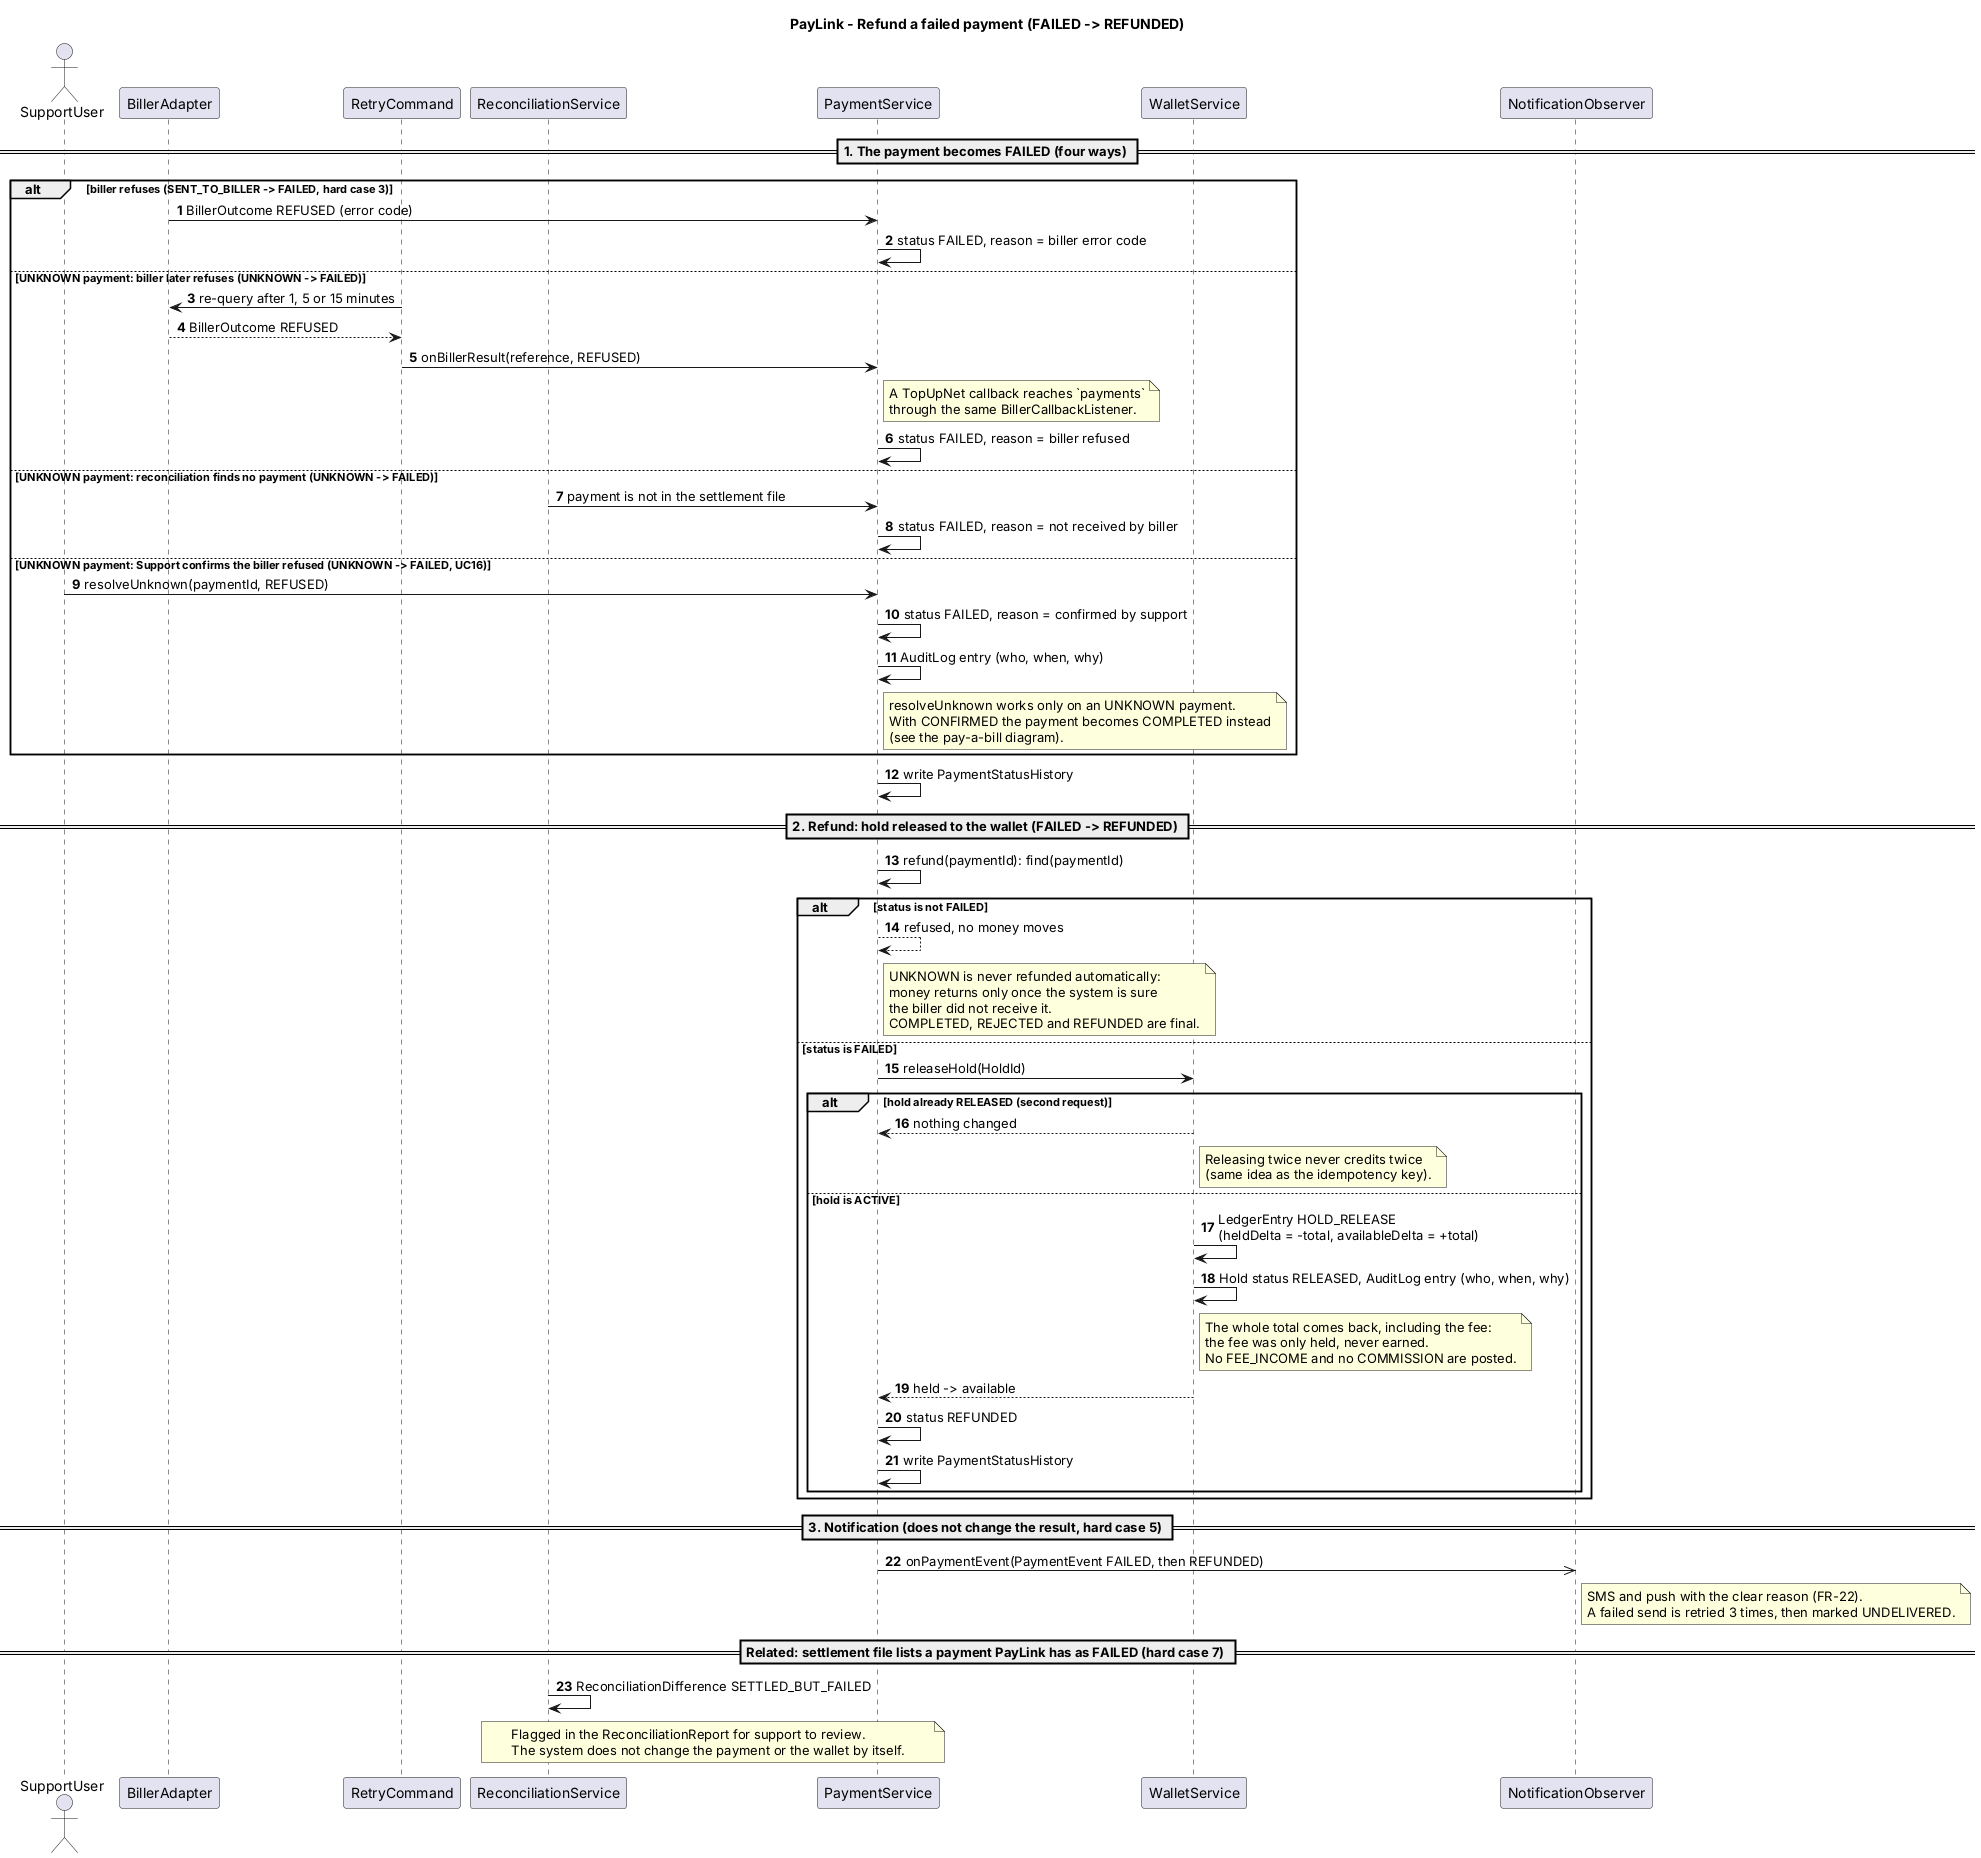 PayLink - Refund a failed payment (FAILED -> REFUNDED)
SupportUser
BillerAdapter
RetryCommand
ReconciliationService
PaymentService
WalletService
NotificationObserver
1. The payment becomes FAILED (four ways)
alt [biller refuses (SENT_TO_BILLER -> FAILED, hard case 3)]
1 BillerOutcome REFUSED (error code)
2 status FAILED, reason = biller error code
[UNKNOWN payment: biller later refuses (UNKNOWN -> FAILED)]
3 re-query after 1, 5 or 15 minutes
4 BillerOutcome REFUSED
5 onBillerResult(reference, REFUSED)
A TopUpNet callback reaches `payments`
through the same BillerCallbackListener.
6 status FAILED, reason = biller refused
[UNKNOWN payment: reconciliation finds no payment (UNKNOWN -> FAILED)]
7 payment is not in the settlement file
8 status FAILED, reason = not received by biller
[UNKNOWN payment: Support confirms the biller refused (UNKNOWN -> FAILED, UC16)]
9 resolveUnknown(paymentId, REFUSED)
10 status FAILED, reason = confirmed by support
11 AuditLog entry (who, when, why)
resolveUnknown works only on an UNKNOWN payment.
With CONFIRMED the payment becomes COMPLETED instead
(see the pay-a-bill diagram).
12 write PaymentStatusHistory
2. Refund: hold released to the wallet (FAILED -> REFUNDED)
13 refund(paymentId): find(paymentId)
alt [status is not FAILED]
14 refused, no money moves
UNKNOWN is never refunded automatically:
money returns only once the system is sure
the biller did not receive it.
COMPLETED, REJECTED and REFUNDED are final.
[status is FAILED]
15 releaseHold(HoldId)
alt [hold already RELEASED (second request)]
16 nothing changed
Releasing twice never credits twice
(same idea as the idempotency key).
[hold is ACTIVE]
17 LedgerEntry HOLD_RELEASE
(heldDelta = -total, availableDelta = +total)
18 Hold status RELEASED, AuditLog entry (who, when, why)
The whole total comes back, including the fee:
the fee was only held, never earned.
No FEE_INCOME and no COMMISSION are posted.
19 held -> available
20 status REFUNDED
21 write PaymentStatusHistory
3. Notification (does not change the result, hard case 5)
22 onPaymentEvent(PaymentEvent FAILED, then REFUNDED)
SMS and push with the clear reason (FR-22).
A failed send is retried 3 times, then marked UNDELIVERED.
Related: settlement file lists a payment PayLink has as FAILED (hard case 7)
23 ReconciliationDifference SETTLED_BUT_FAILED
Flagged in the ReconciliationReport for support to review.
The system does not change the payment or the wallet by itself.
SupportUser
BillerAdapter
RetryCommand
ReconciliationService
PaymentService
WalletService
NotificationObserver